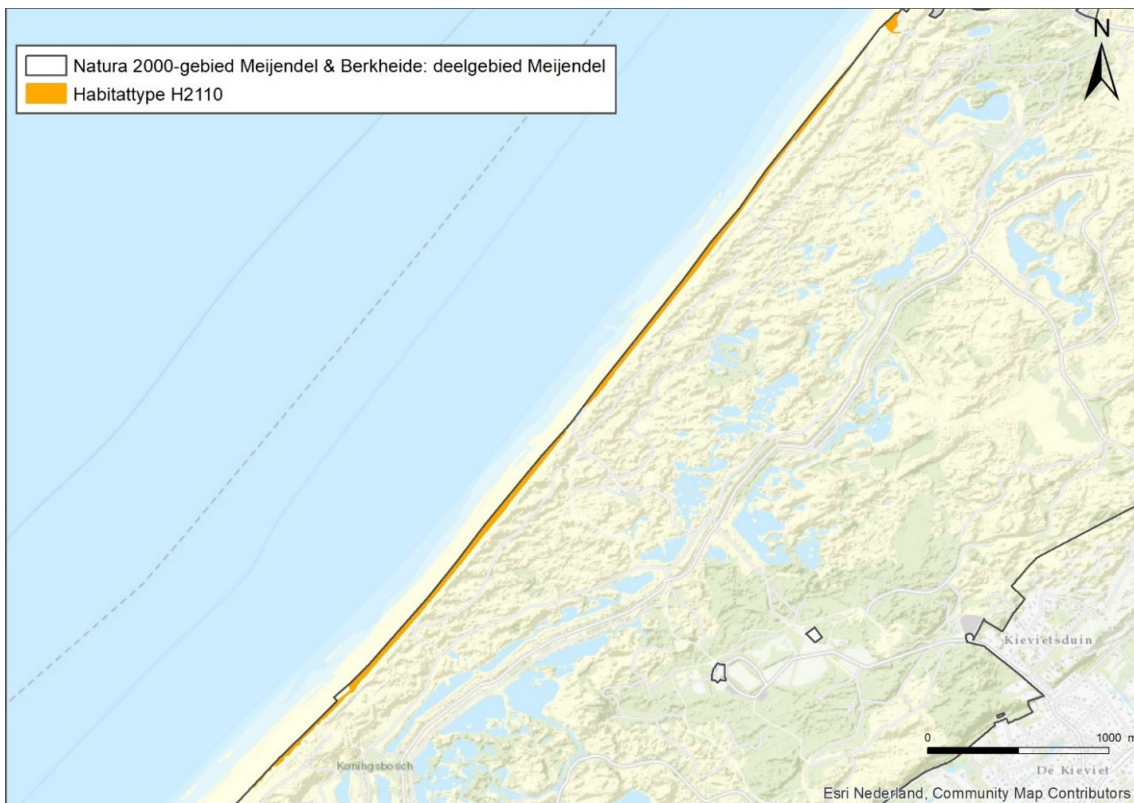 Natura 2000-gebied Meijendel & Berkheide: deelgebied Meijendel
Habitattype H2110
N
Kievietsduin
0 1000 m
Koningsbosch
De Kieviet
Esri Nederland, Community Map Contributors